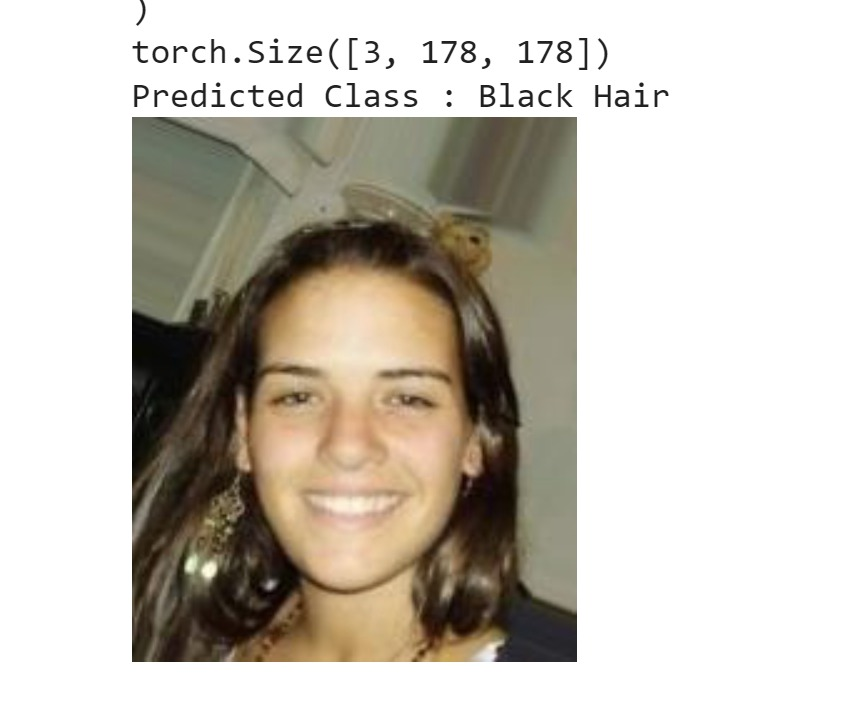 )
torch.Size([3, 178, 178])
Predicted Class : Black Hair